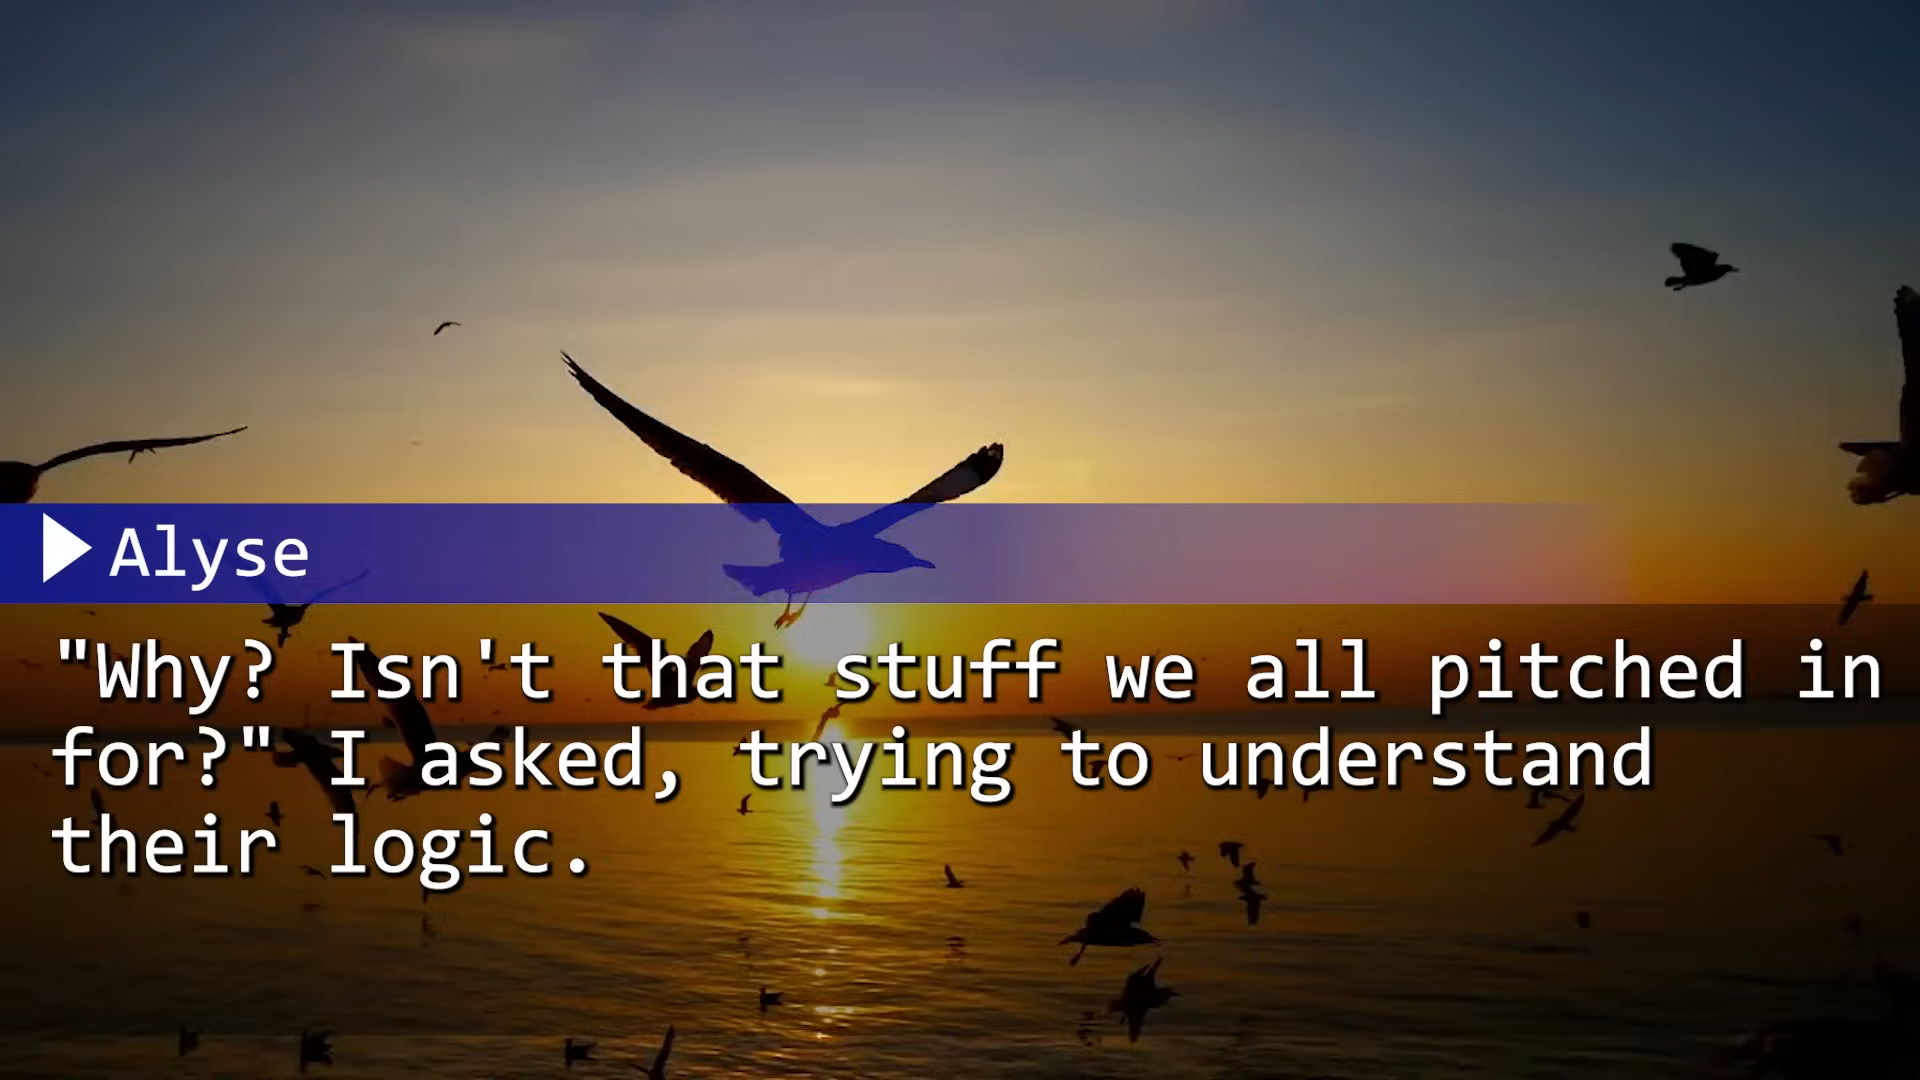 Alyse
"Why? Isn't that stuff we all pitched in
for?" I asked, trying to understand
their logic.